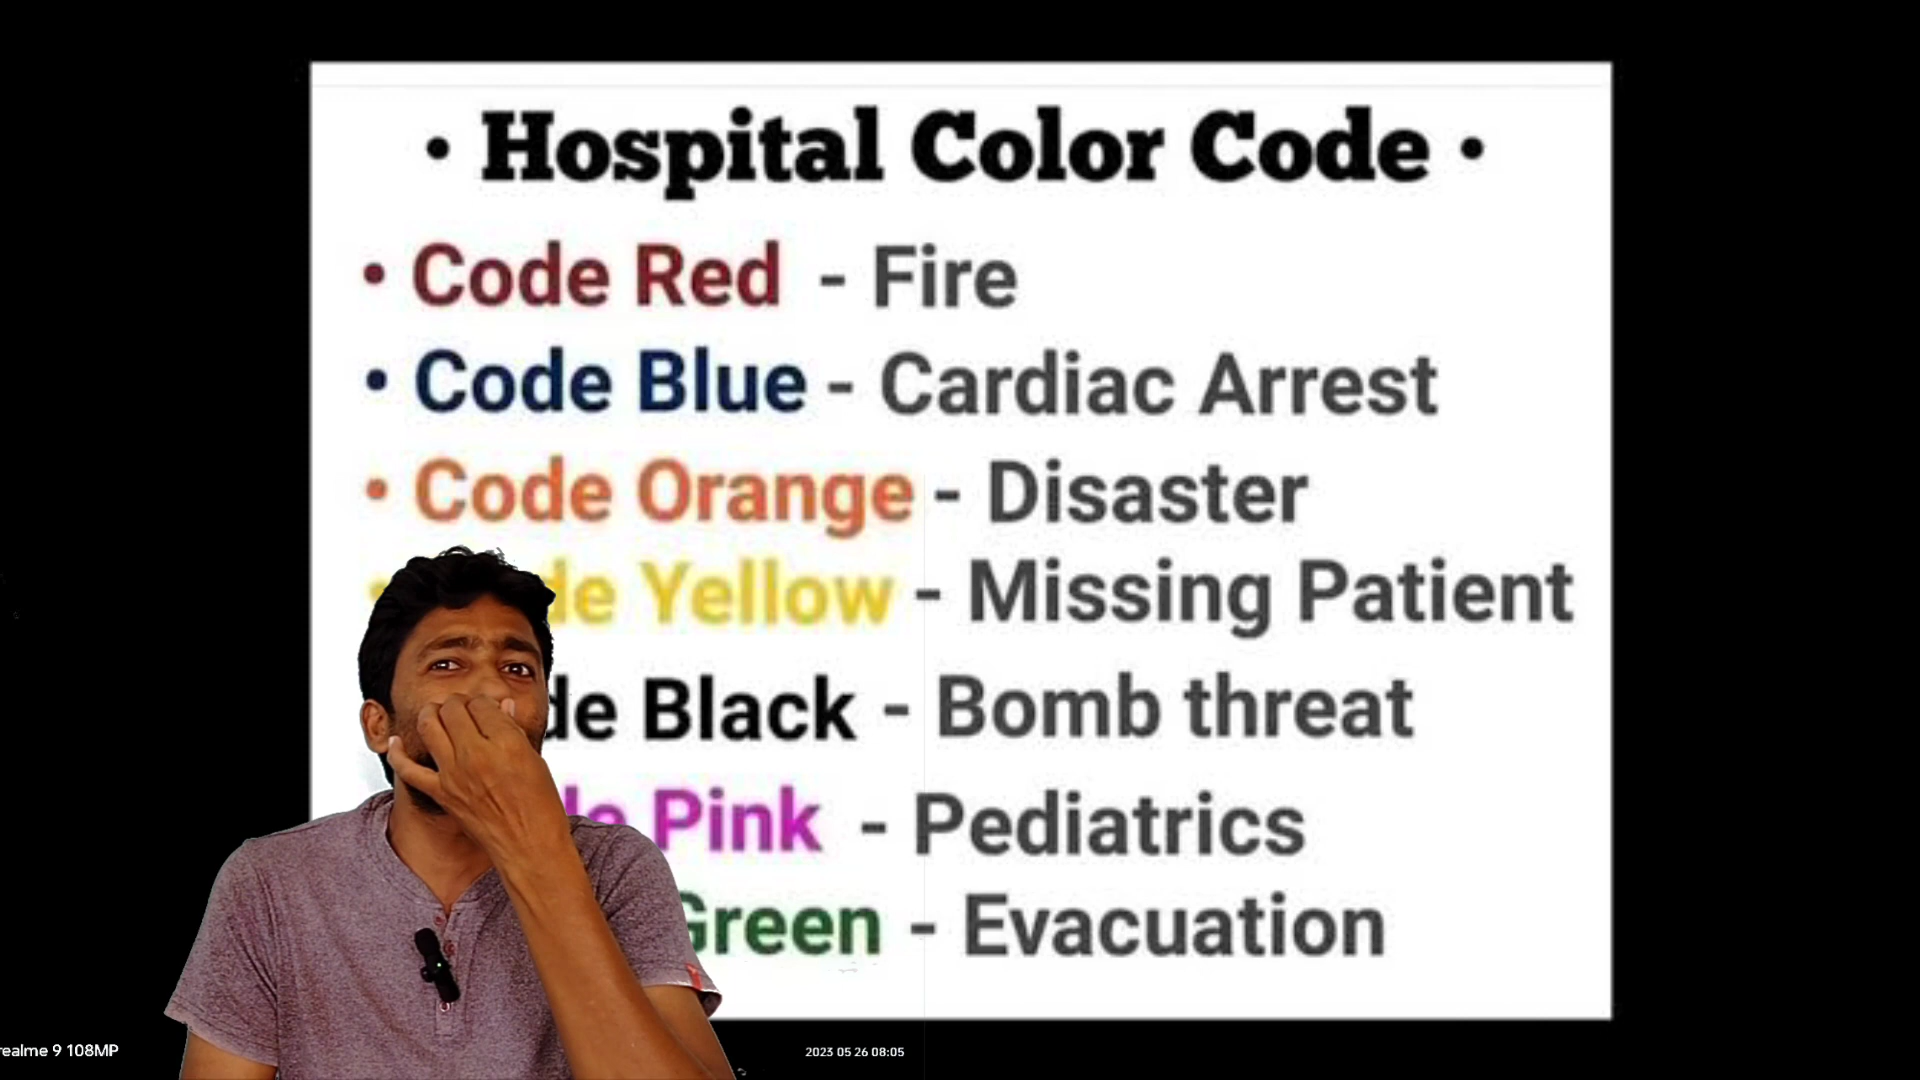 • Hospital Color Code •
• Code Red - Fire
• Code Blue - Cardiac Arrest
• Code Orange - Disaster
de Yellow - Missing Patient
de Black - Bomb threat
de Pink - Pediatrics
Green - Evacuation
realme 9 108MP
2023 05 26 08:05